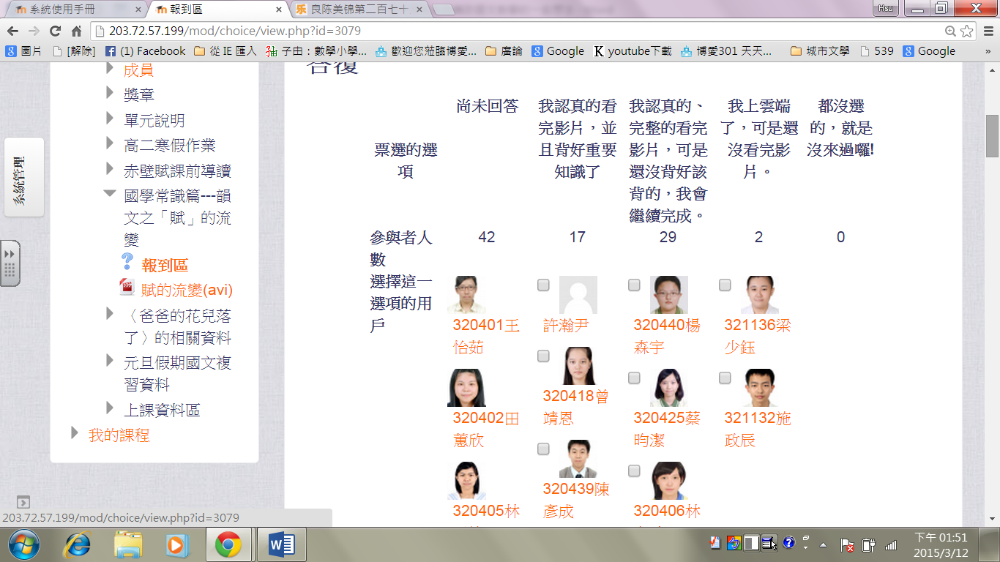 系統使用手冊
報到區
良陈美锦第二百七十
Hsu
203.72.57.199/mod/choice/view.php?id=3079
圖片
[解除]
(1) Facebook
從 IE 匯入
子由：數學小學...
歡迎您蒞臨博愛...
廣論
Google
youtube下載
博愛301 天天...
城市文學
539
Google
»
系統管理
成員
獎章
單元說明
高二寒假作業
赤壁賦課前導讀
國學常識篇---韻
文之「賦」的流
變
報到區
賦的流變(avi)
〈爸爸的花兒落
了〉的相關資料
元旦假期國文複
習資料
上課資料區
我的課程
答覆
票選的選
項
尚未回答
我認真的看
完影片，並
且背好重要
知識了
我認真的、
完整的看完
影片，可是
還沒背好該
背的，我會
繼續完成。
我上雲端
了，可是還
沒看完影
片。
都沒選
的，就是
沒來過囉!
參與者人
數
42
17
29
2
0
選擇這一
選項的用
戶
320401王
怡茹
320402田
蕙欣
320405林
許瀚尹
320418曾
靖恩
320439陳
彥成
320440楊
森宇
320425蔡
昀潔
320406林
321136梁
少鈺
321132施
政辰
203.72.57.199/mod/choice/view.php?id=3079
下午 01:51
2015/3/12